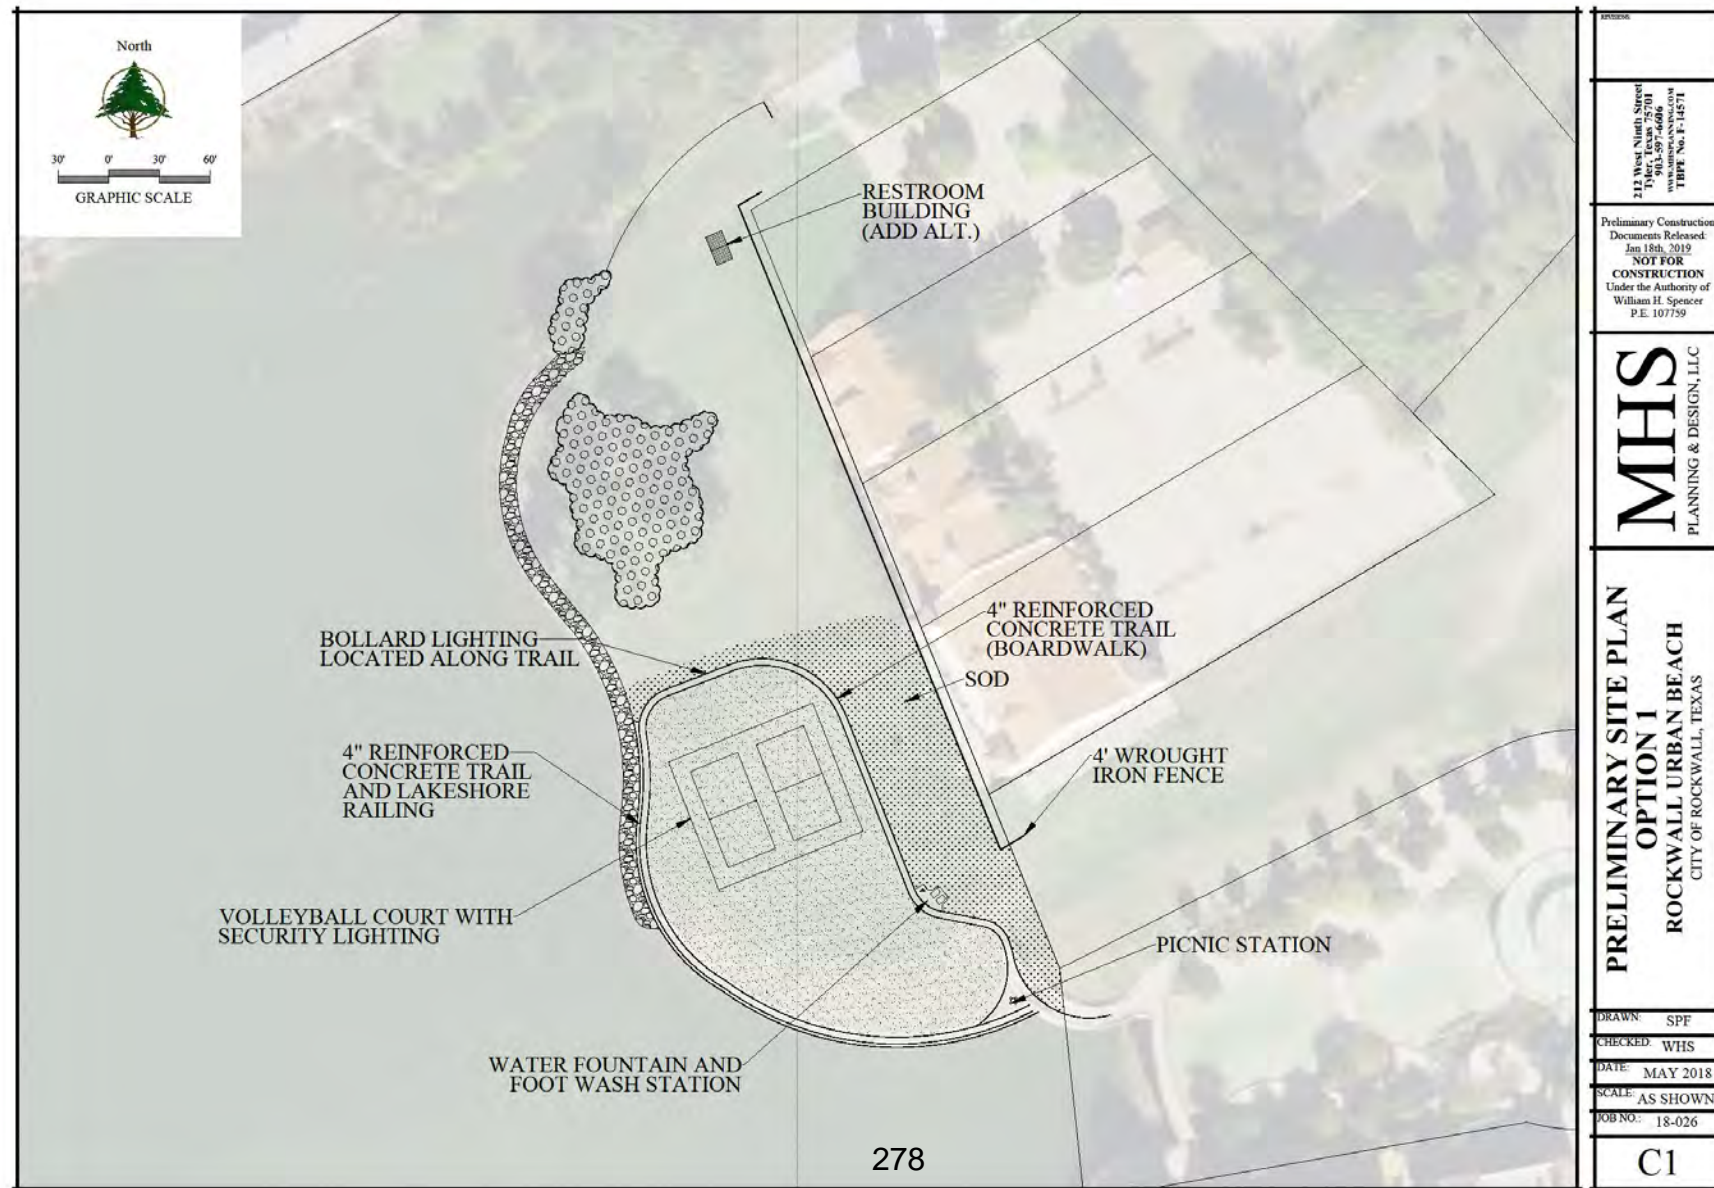 North
30' 0' 30' 60'
GRAPHIC SCALE
RESTROOM
BUILDING
(ADD ALT.)
BOLLARD LIGHTING
LOCATED ALONG TRAIL
4" REINFORCED
CONCRETE TRAIL
(BOARDWALK)
SOD
4" REINFORCED
CONCRETE TRAIL
AND LAKESHORE
RAILING
4' WROUGHT
IRON FENCE
VOLLEYBALL COURT WITH
SECURITY LIGHTING
PICNIC STATION
WATER FOUNTAIN AND
FOOT WASH STATION
278
REVISIONS:
212 West Ninth Street
Tyler, Texas 75701
903-597-6606
WWW.MHSPLANNING.COM
TBPE No. F-14571
Preliminary Construction
Documents Released:
Jan 18th, 2019
NOT FOR
CONSTRUCTION
Under the Authority of
William H. Spencer
P.E. 107759
MHS
PLANNING & DESIGN, LLC
PRELIMINARY SITE PLAN
OPTION 1
ROCKWALL URBAN BEACH
CITY OF ROCKWALL, TEXAS
DRAWN: SPF
CHECKED: WHS
DATE: MAY 2018
SCALE: AS SHOWN
JOB NO.: 18-026
C1